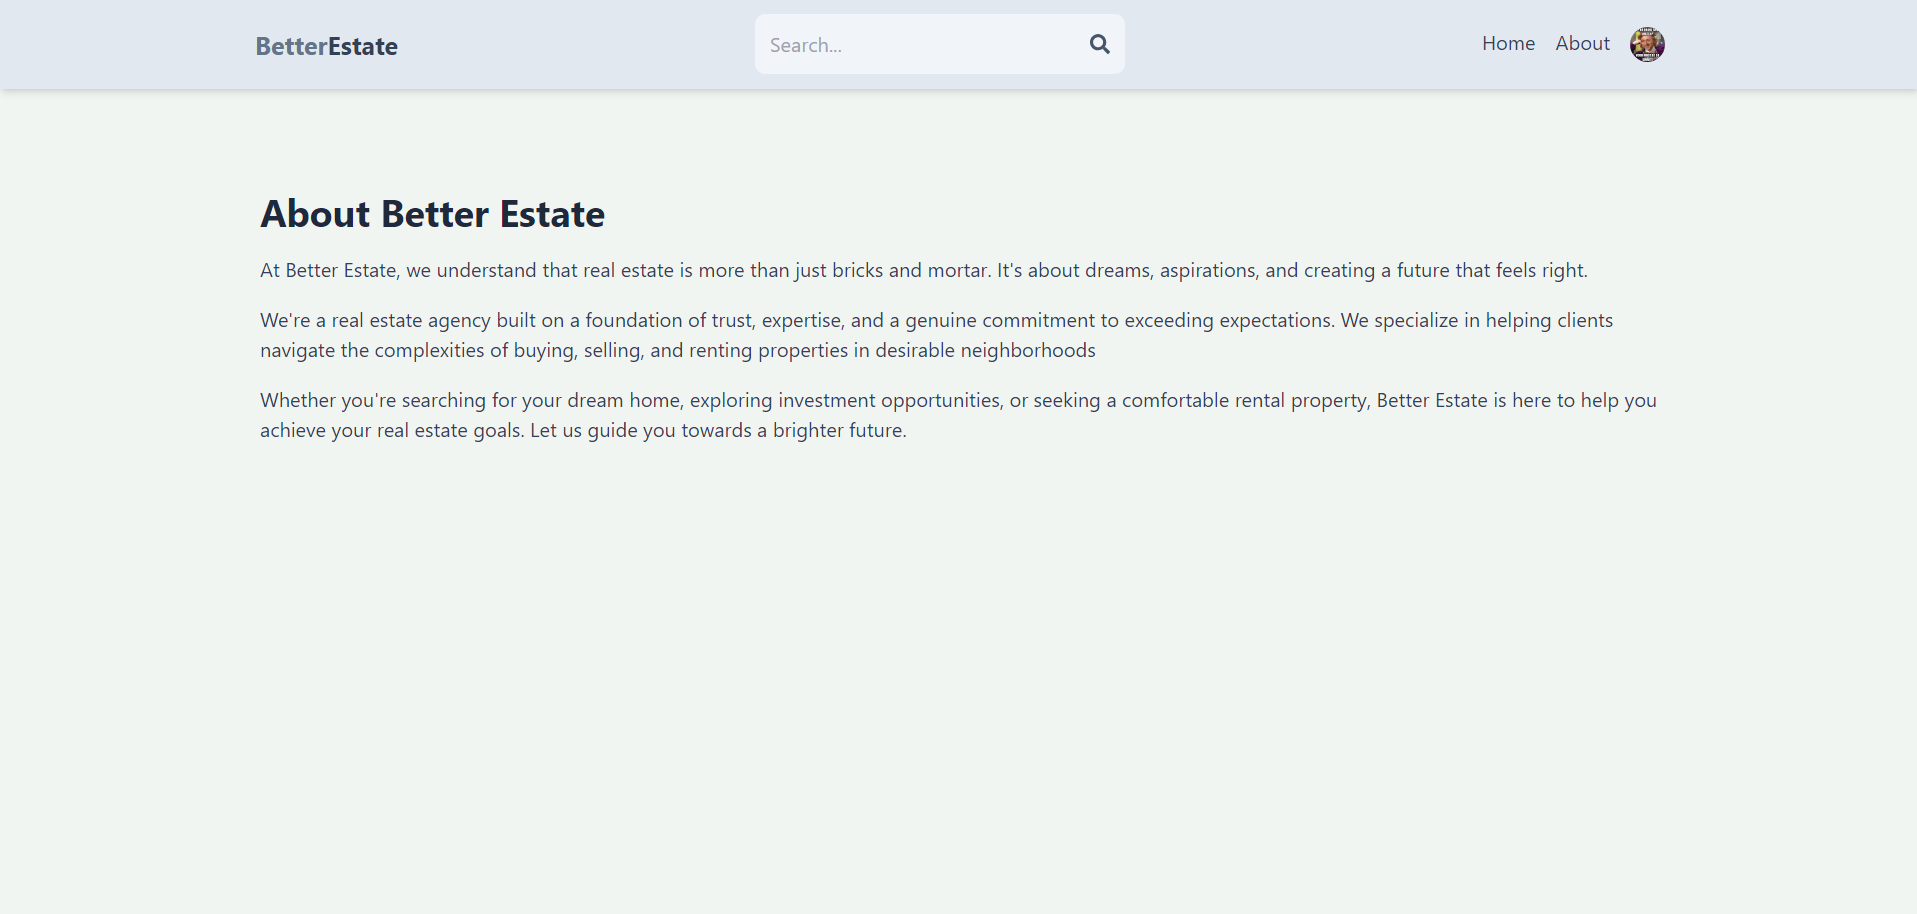 BetterEstate
Search...
Home
About
About Better Estate
At Better Estate, we understand that real estate is more than just bricks and mortar. It's about dreams, aspirations, and creating a future that feels right.
We're a real estate agency built on a foundation of trust, expertise, and a genuine commitment to exceeding expectations. We specialize in helping clients
navigate the complexities of buying, selling, and renting properties in desirable neighborhoods
Whether you're searching for your dream home, exploring investment opportunities, or seeking a comfortable rental property, Better Estate is here to help you
achieve your real estate goals. Let us guide you towards a brighter future.